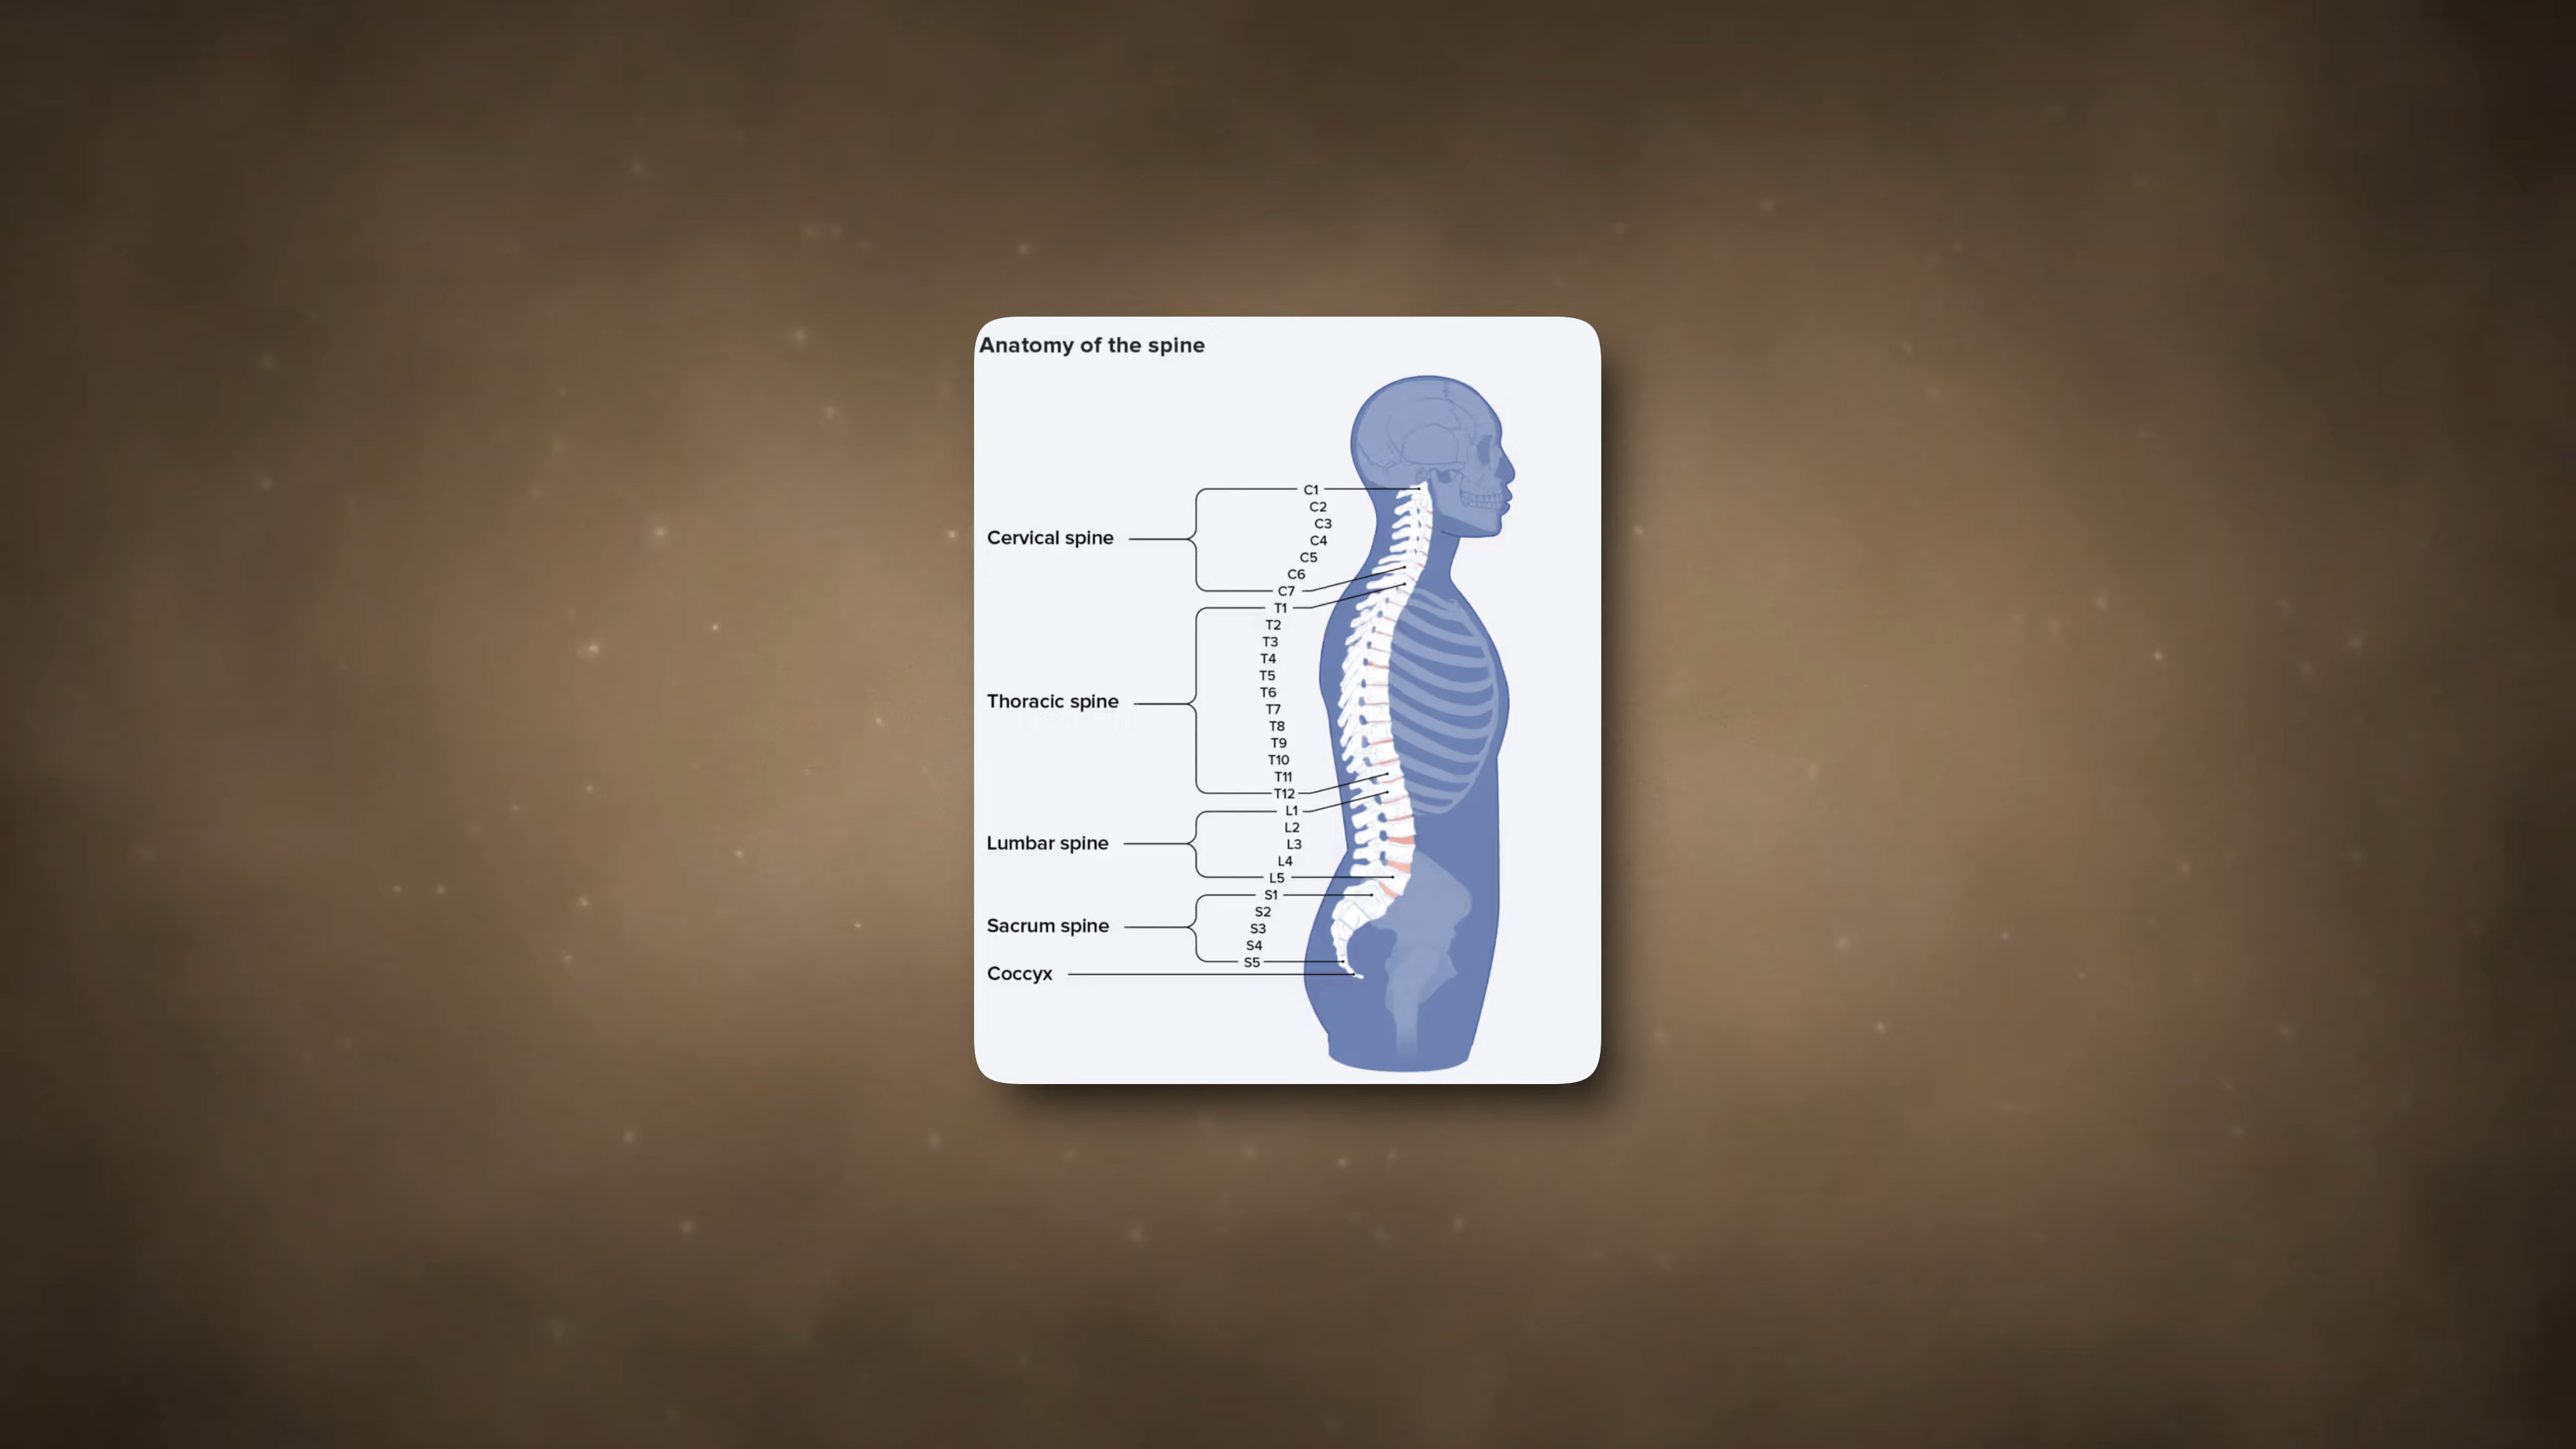 Anatomy of the spine
C1
C2
C3
C4
C5
C6
C7
Cervical spine
T1
T2
T3
T4
T5
T6
T7
T8
T9
T10
T11
T12
Thoracic spine
L1
L2
L3
L4
L5
Lumbar spine
S1
S2
S3
S4
S5
Sacrum spine
Coccyx